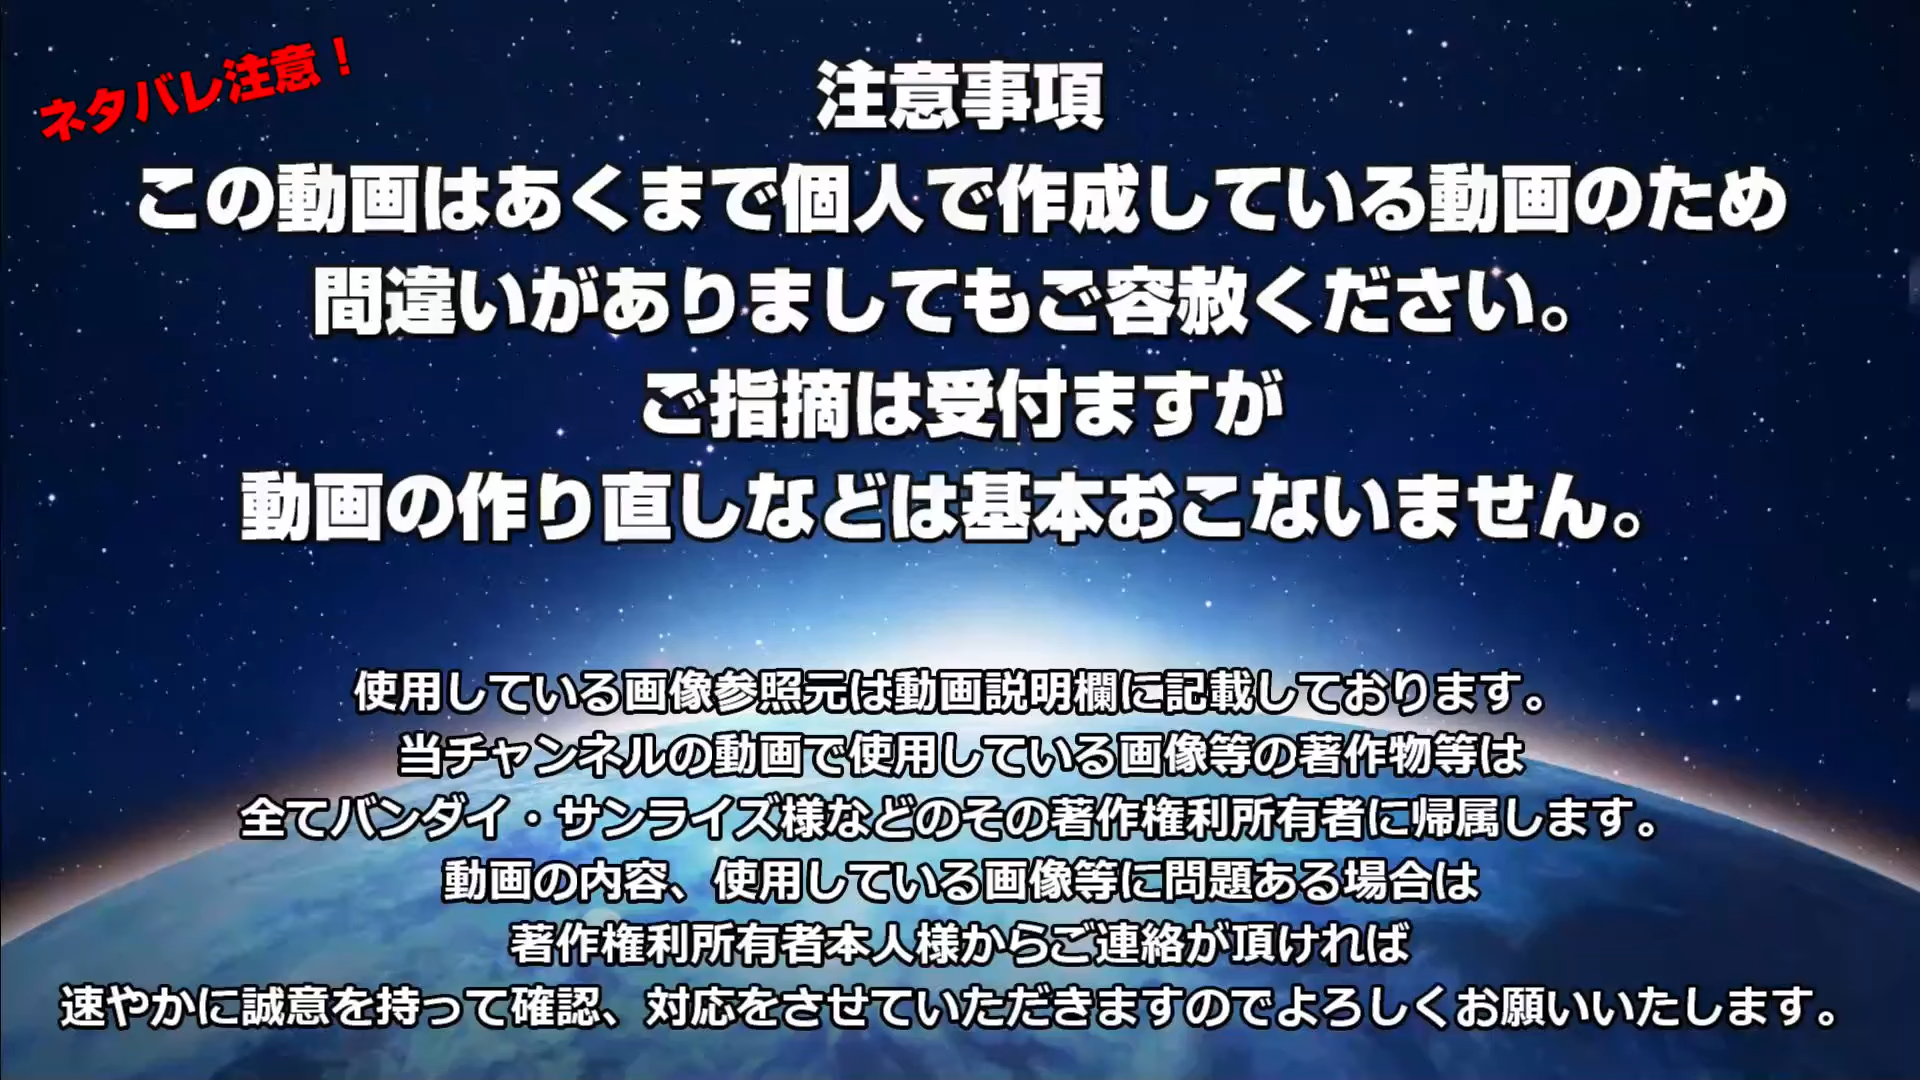 ネタバレ注意！
注意事項
この動画はあくまで個人で作成している動画のため
間違いがありましてもご容赦ください。
ご指摘は受付ますが
動画の作り直しなどは基本おこないません。
使用している画像参照元は動画説明欄に記載しております。
当チャンネルの動画で使用している画像等の著作物等は
全てバンダイ・サンライズ様などのその著作権利所有者に帰属します。
動画の内容、使用している画像等に問題ある場合は
著作権利所有者本人様からご連絡が頂ければ
速やかに誠意を持って確認、対応をさせていただきますのでよろしくお願いいたします。